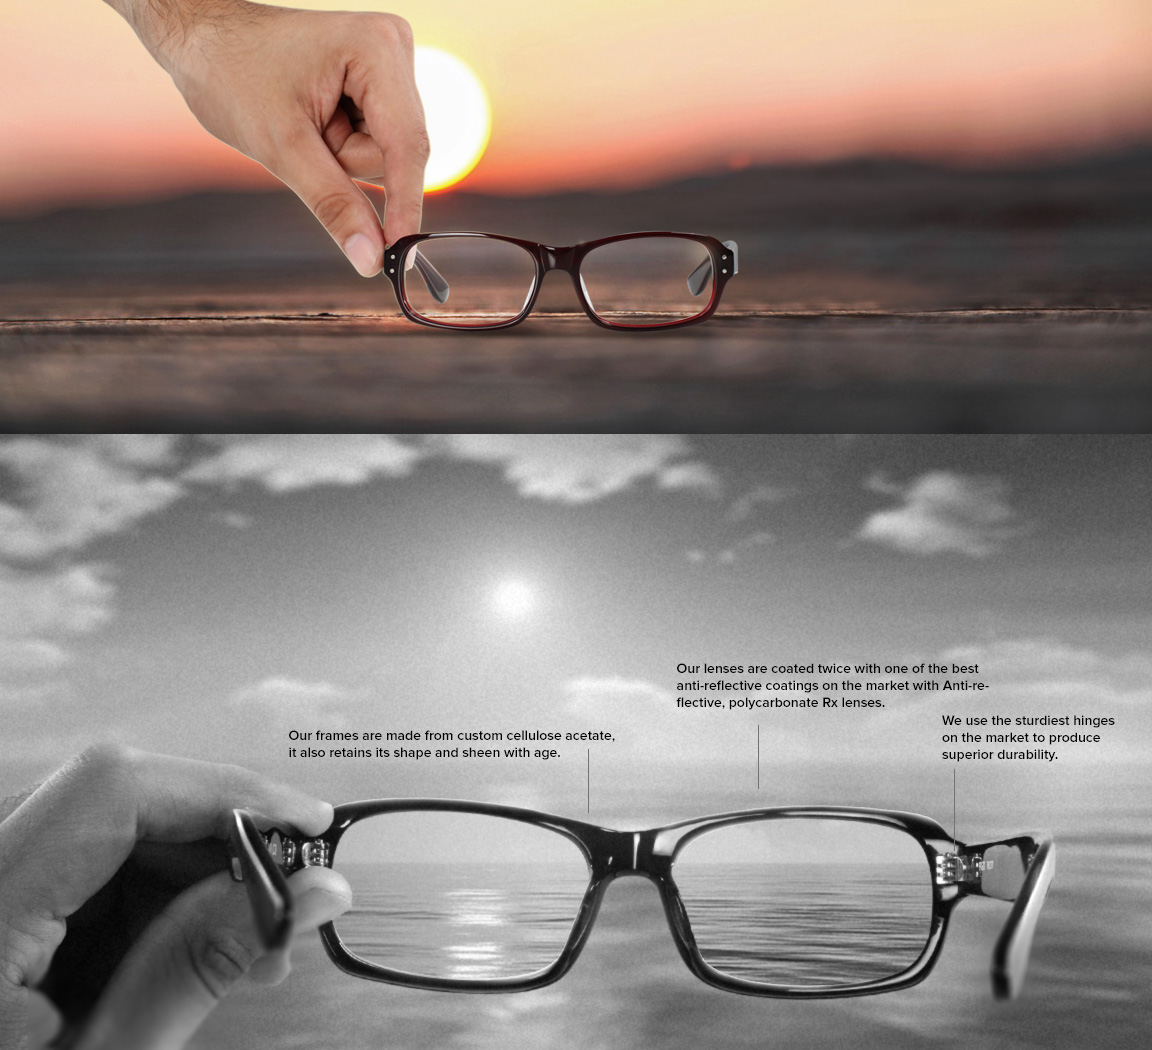 Our lenses are coated twice with one of the best
anti-reflective coatings on the market with Anti-re-
flective, polycarbonate Rx lenses.
We use the sturdiest hinges
on the market to produce
superior durability.
Our frames are made from custom cellulose acetate,
it also retains its shape and sheen with age.